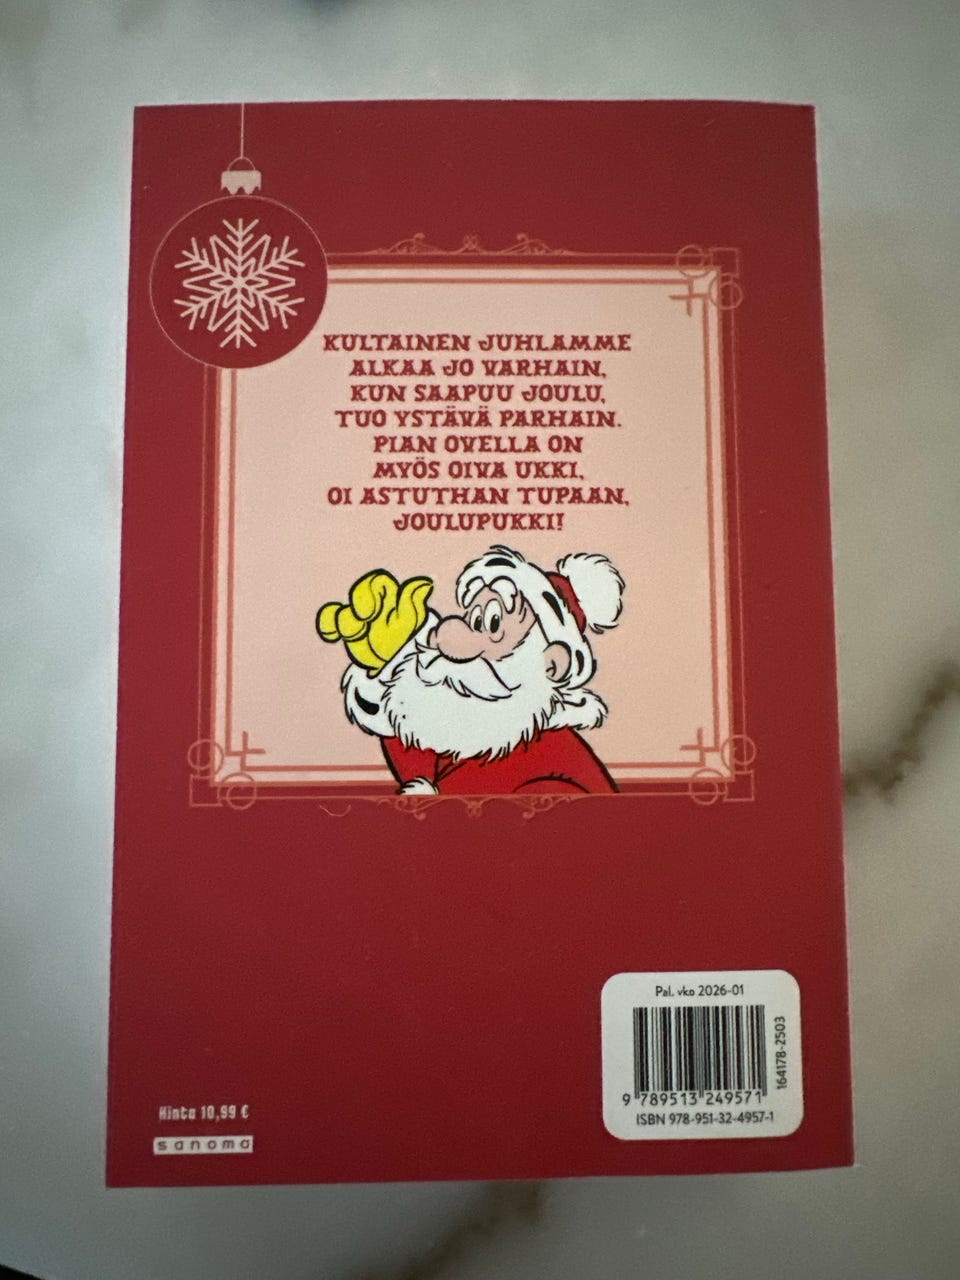 KULTAINEN JUHLAMME
ALKAA JO VARHAIN,
KUN SAAPUU JOULU,
TUO YSTÄVÄ PARHAIN.
PIAN OVELLA ON
MYÖS OIVA UKKI,
OI ASTUTHAN TUPAAN,
JOULUPUKKI!
Pal. vko 2026-01
164178-2503
9 789513 249571
ISBN 978-951-32-4957-1
Hinta 10,99 €
sanoma